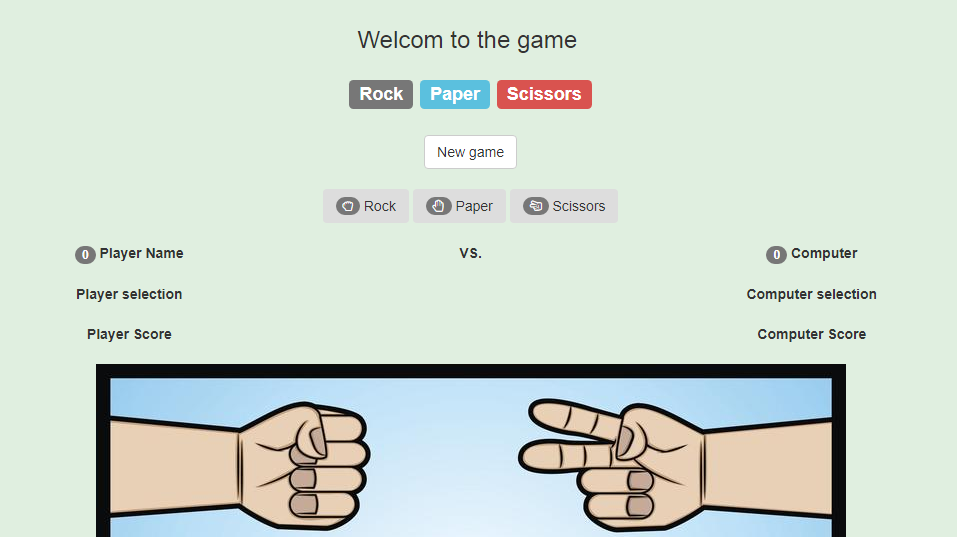 Welcom to the game
Rock Paper Scissors
New game
Rock Paper Scissors
0 Player Name VS. 0 Computer
Player selection Computer selection
Player Score Computer Score